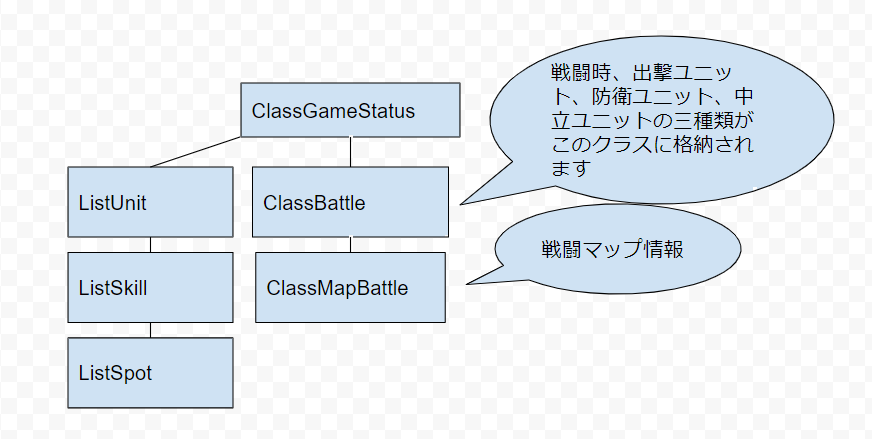 ClassGameStatus
戦闘時、出撃ユニッ
ト、防衛ユニット、中
立ユニットの三種類が
このクラスに格納され
ます
ListUnit
ClassBattle
戦闘マップ情報
ListSkill
ClassMapBattle
ListSpot